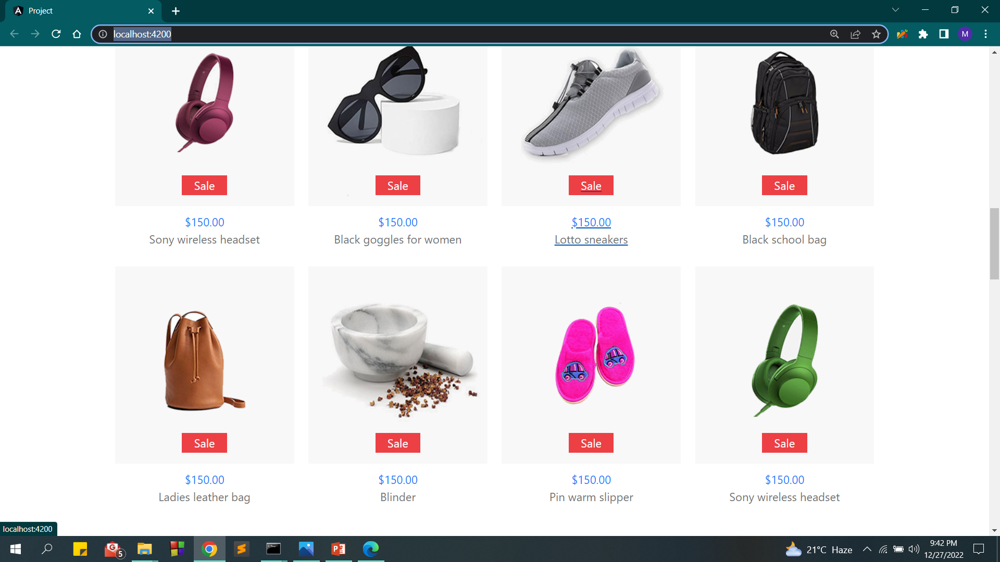 Project
localhost:4200
M
Sale Sale Sale Sale
$150.00 $150.00 $150.00 $150.00
Sony wireless headset Black goggles for women Lotto sneakers Black school bag
Sale Sale Sale Sale
$150.00 $150.00 $150.00 $150.00
Ladies leather bag Blinder Pin warm slipper Sony wireless headset
localhost:4200
G 5
21°C Haze
9:42 PM
12/27/2022